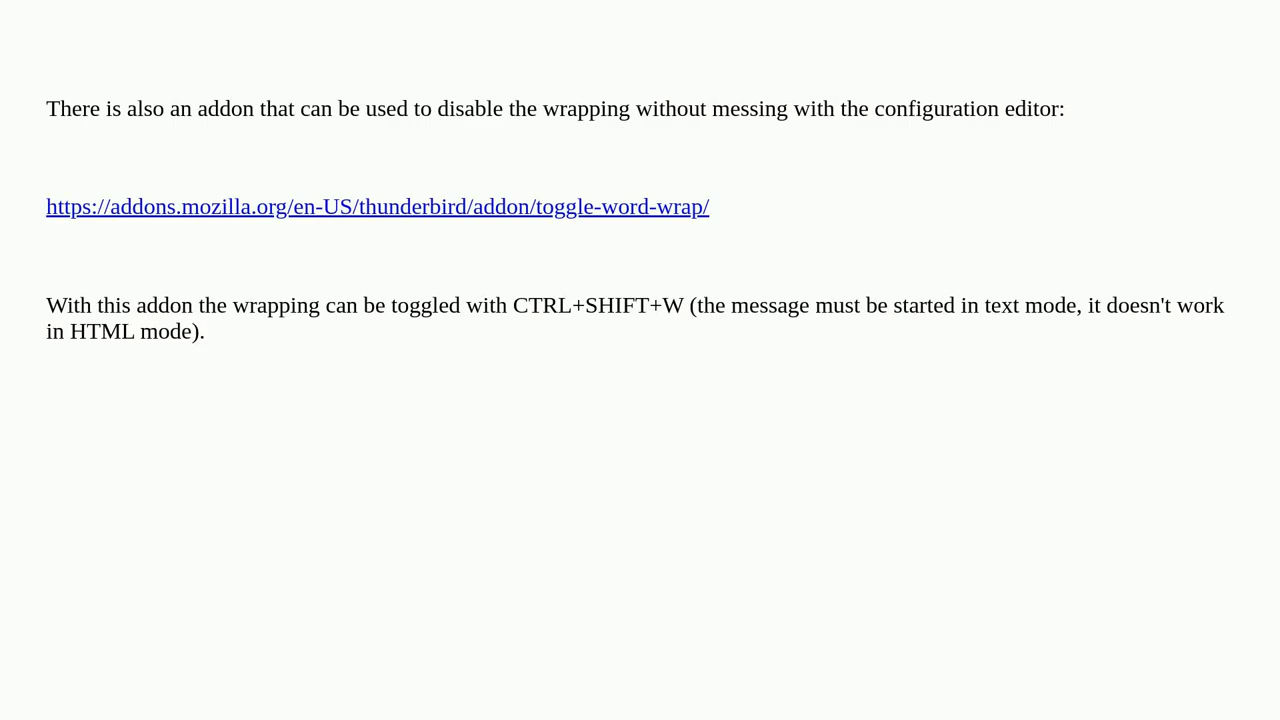 There is also an addon that can be used to disable the wrapping without messing with the configuration editor:
https://addons.mozilla.org/en-US/thunderbird/addon/toggle-word-wrap/
With this addon the wrapping can be toggled with CTRL+SHIFT+W (the message must be started in text mode, it doesn't work
in HTML mode).